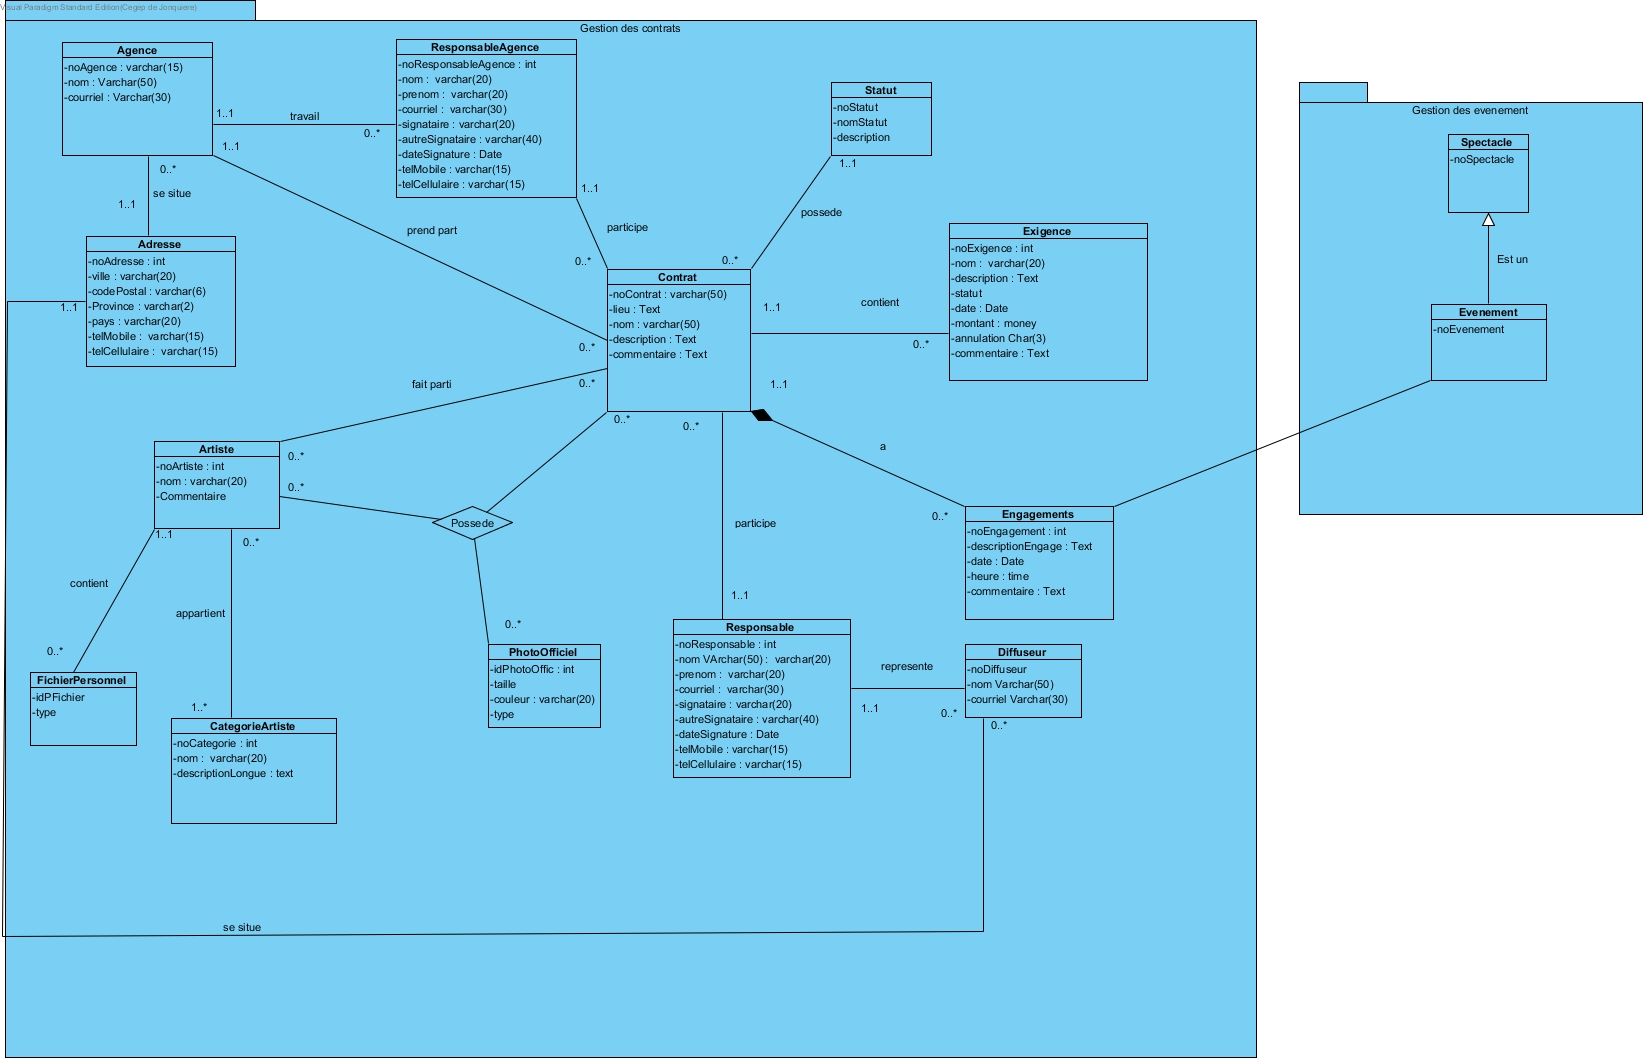 Visual Paradigm Standard Edition(Cegep de Jonquiere)
Gestion des contrats
Agence
-noAgence : varchar(15)
-nom : Varchar(50)
-courriel : Varchar(30)
1..1
travail
0..*
1..1
ResponsableAgence
-noResponsableAgence : int
-nom : varchar(20)
-prenom : varchar(20)
-courriel : varchar(30)
-signataire : varchar(20)
-autreSignataire : varchar(40)
-dateSignature : Date
-telMobile : varchar(15)
-telCellulaire : varchar(15)
1..1
participe
0..*
Statut
-noStatut
-nomStatut
-description
1..1
possede
0..*
Gestion des evenement
Spectacle
-noSpectacle
Est un
Evenement
-noEvenement
0..*
se situe
1..1
prend part
0..*
Adresse
-noAdresse : int
-ville : varchar(20)
-codePostal : varchar(6)
-Province : varchar(2)
-pays : varchar(20)
-telMobile : varchar(15)
-telCellulaire : varchar(15)
1..1
Contrat
-noContrat : varchar(50)
-lieu : Text
-nom : varchar(50)
-description : Text
-commentaire : Text
1..1
contient
0..*
Exigence
-noExigence : int
-nom : varchar(20)
-description : Text
-statut
-date : Date
-montant : money
-annulation Char(3)
-commentaire : Text
fait parti
0..*
0..*
0..*
0..*
1..1
a
0..*
Artiste
-noArtiste : int
-nom : varchar(20)
-Commentaire
0..*
Possede
1..1
contient
0..*
0..*
appartient
1..*
participe
1..1
Engagements
-noEngagement : int
-descriptionEngage : Text
-date : Date
-heure : time
-commentaire : Text
FichierPersonnel
-idPFichier
-type
CategorieArtiste
-noCategorie : int
-nom : varchar(20)
-descriptionLongue : text
0..*
PhotoOfficiel
-idPhotoOffic : int
-taille
-couleur : varchar(20)
-type
Responsable
-noResponsable : int
-nom VArchar(50) : varchar(20)
-prenom : varchar(20)
-courriel : varchar(30)
-signataire : varchar(20)
-autreSignataire : varchar(40)
-dateSignature : Date
-telMobile : varchar(15)
-telCellulaire : varchar(15)
represente
1..1
0..*
Diffuseur
-noDiffuseur
-nom Varchar(50)
-courriel Varchar(30)
0..*
se situe